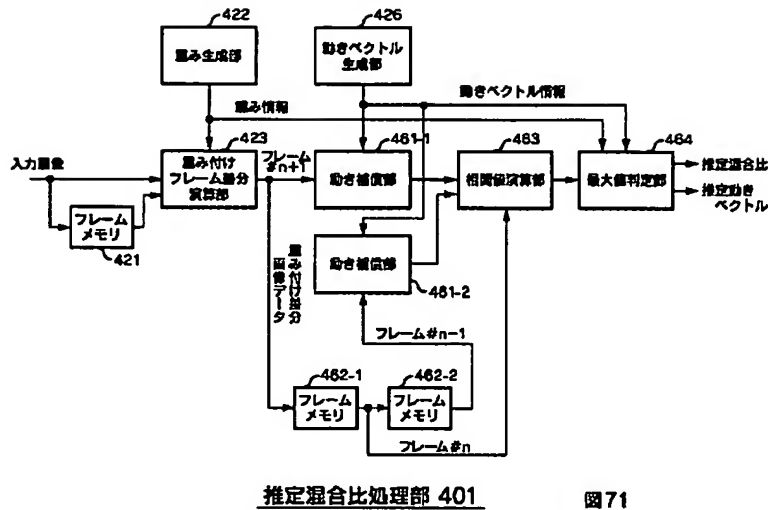 422
426
重み生成部
動きベクトル
生成部
重み情報
動きベクトル情報
423
461-1
463
464
入力画像
重み付け
フレーム差分
演算部
フレーム
#n+1
動き補償部
相関値演算部
最大値判定部
推定混合比
推定動き
ベクトル
フレーム
メモリ
421
重み付け差分
画像データ
動き補償部
461-2
フレーム#n-1
462-1
462-2
フレーム
メモリ
フレーム
メモリ
フレーム#n
推定混合比処理部 401
図71